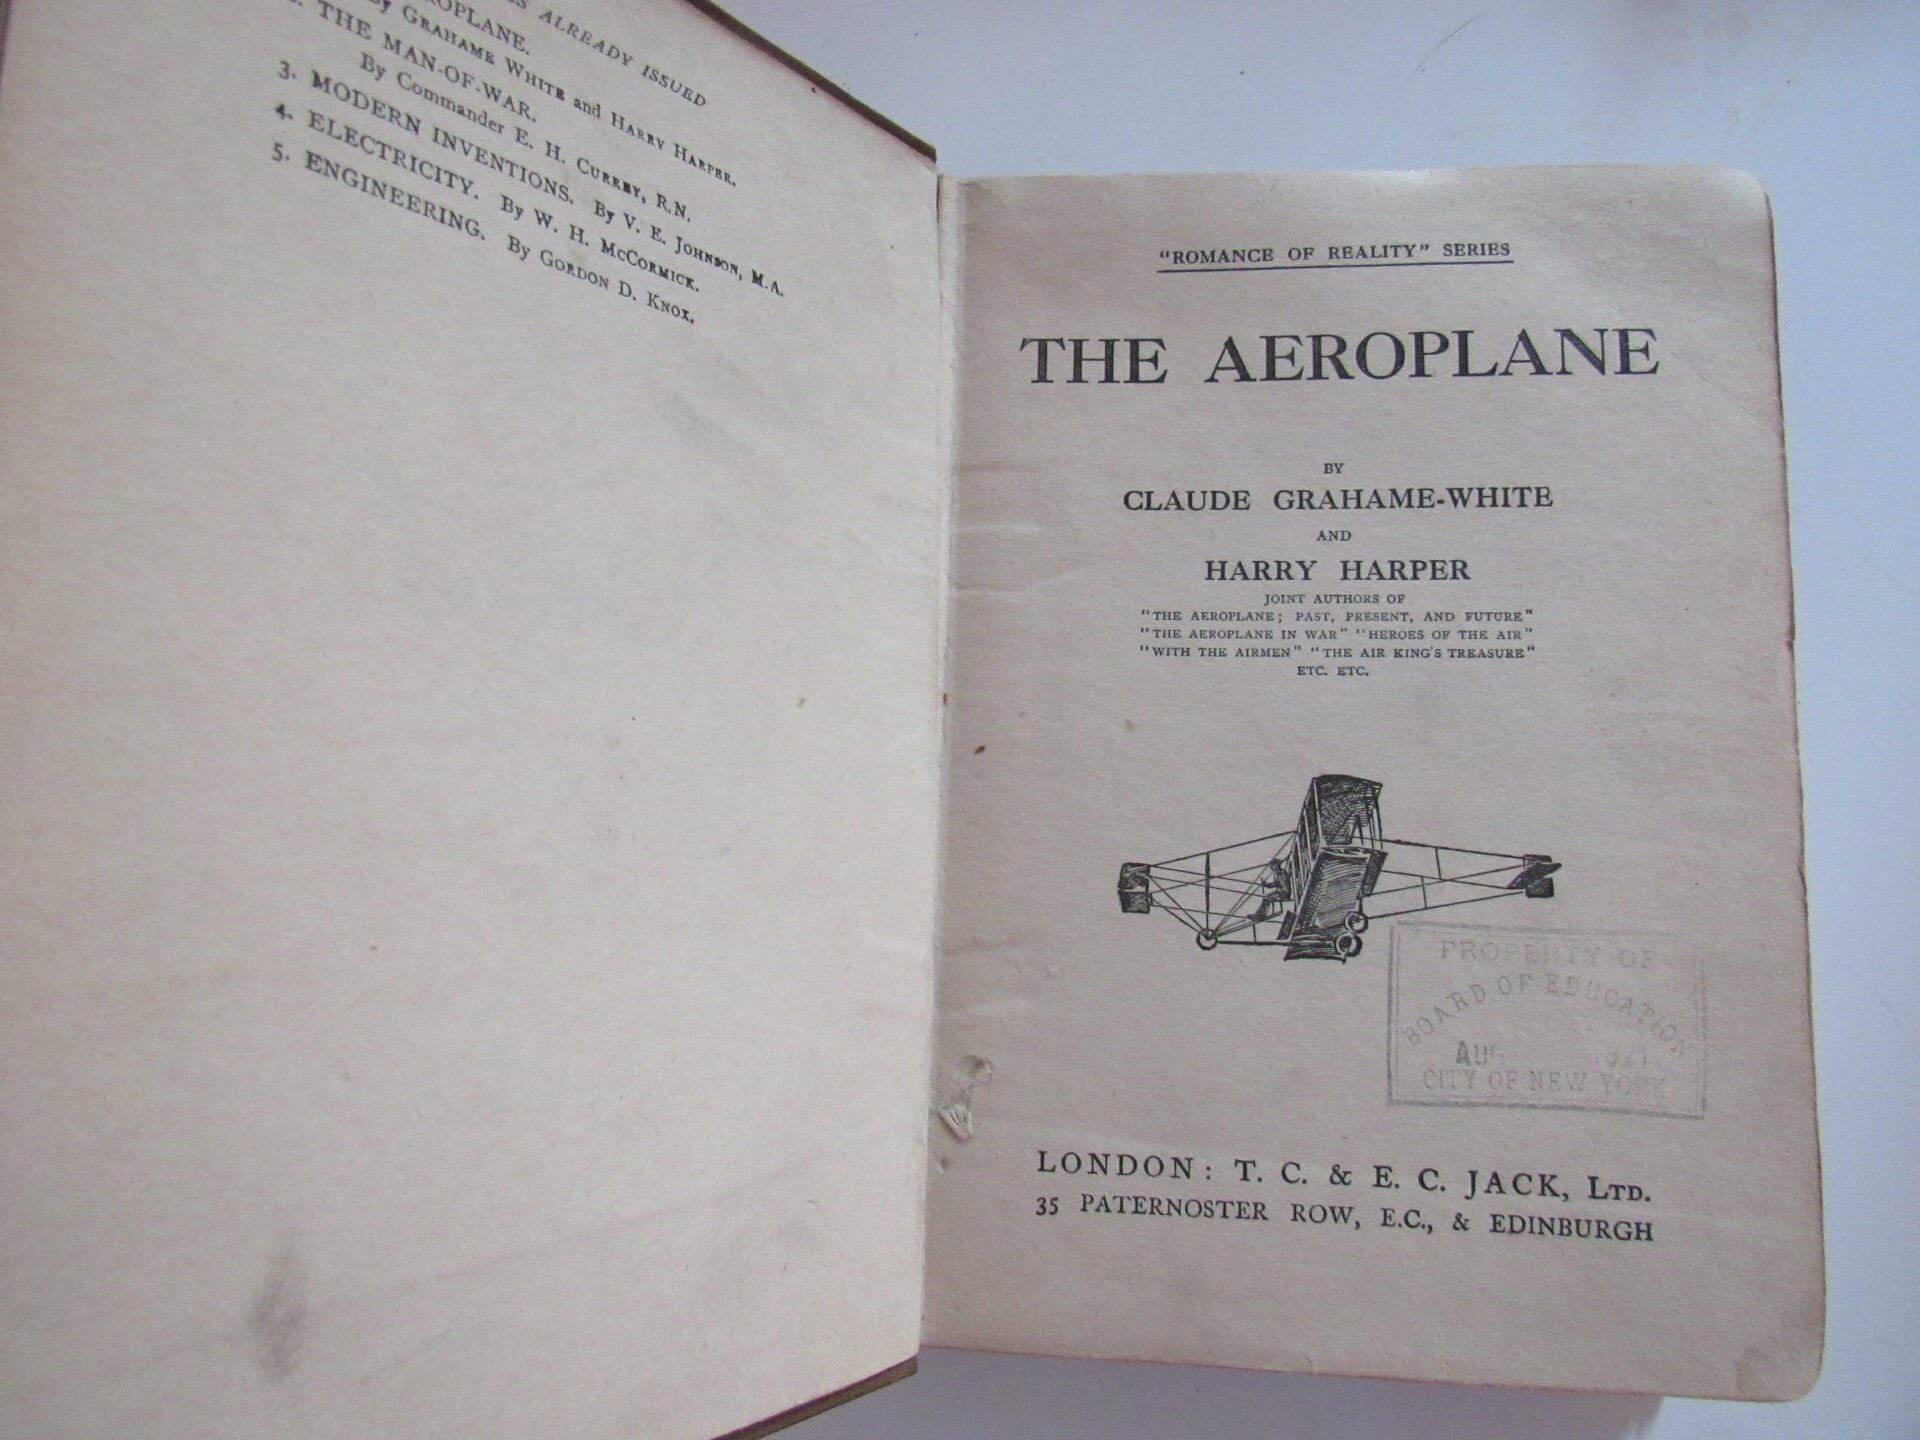 ALREADY ISSUED
By GRAHAME WHITE and HARRY HARPER.
THE MAN-OF-WAR.
By Commander E. H. CURREY, R.N.
3. MODERN INVENTIONS. By V. E. JOHNSON, M.A.
4. ELECTRICITY. By W. H. MCCORMICK.
5. ENGINEERING. By GORDON D. KNOX.
"ROMANCE OF REALITY" SERIES
THE AEROPLANE
BY
CLAUDE GRAHAME-WHITE
AND
HARRY HARPER
JOINT AUTHORS OF
"THE AEROPLANE; PAST, PRESENT, AND FUTURE"
"THE AEROPLANE IN WAR" "HEROES OF THE AIR"
"WITH THE AIRMEN" "THE AIR KING'S TREASURE"
ETC. ETC.
PROPERTY OF
BOARD OF EDUCATION
CITY OF NEW YORK
LONDON: T. C. & E. C. JACK, LTD.
35 PATERNOSTER ROW, E.C., & EDINBURGH